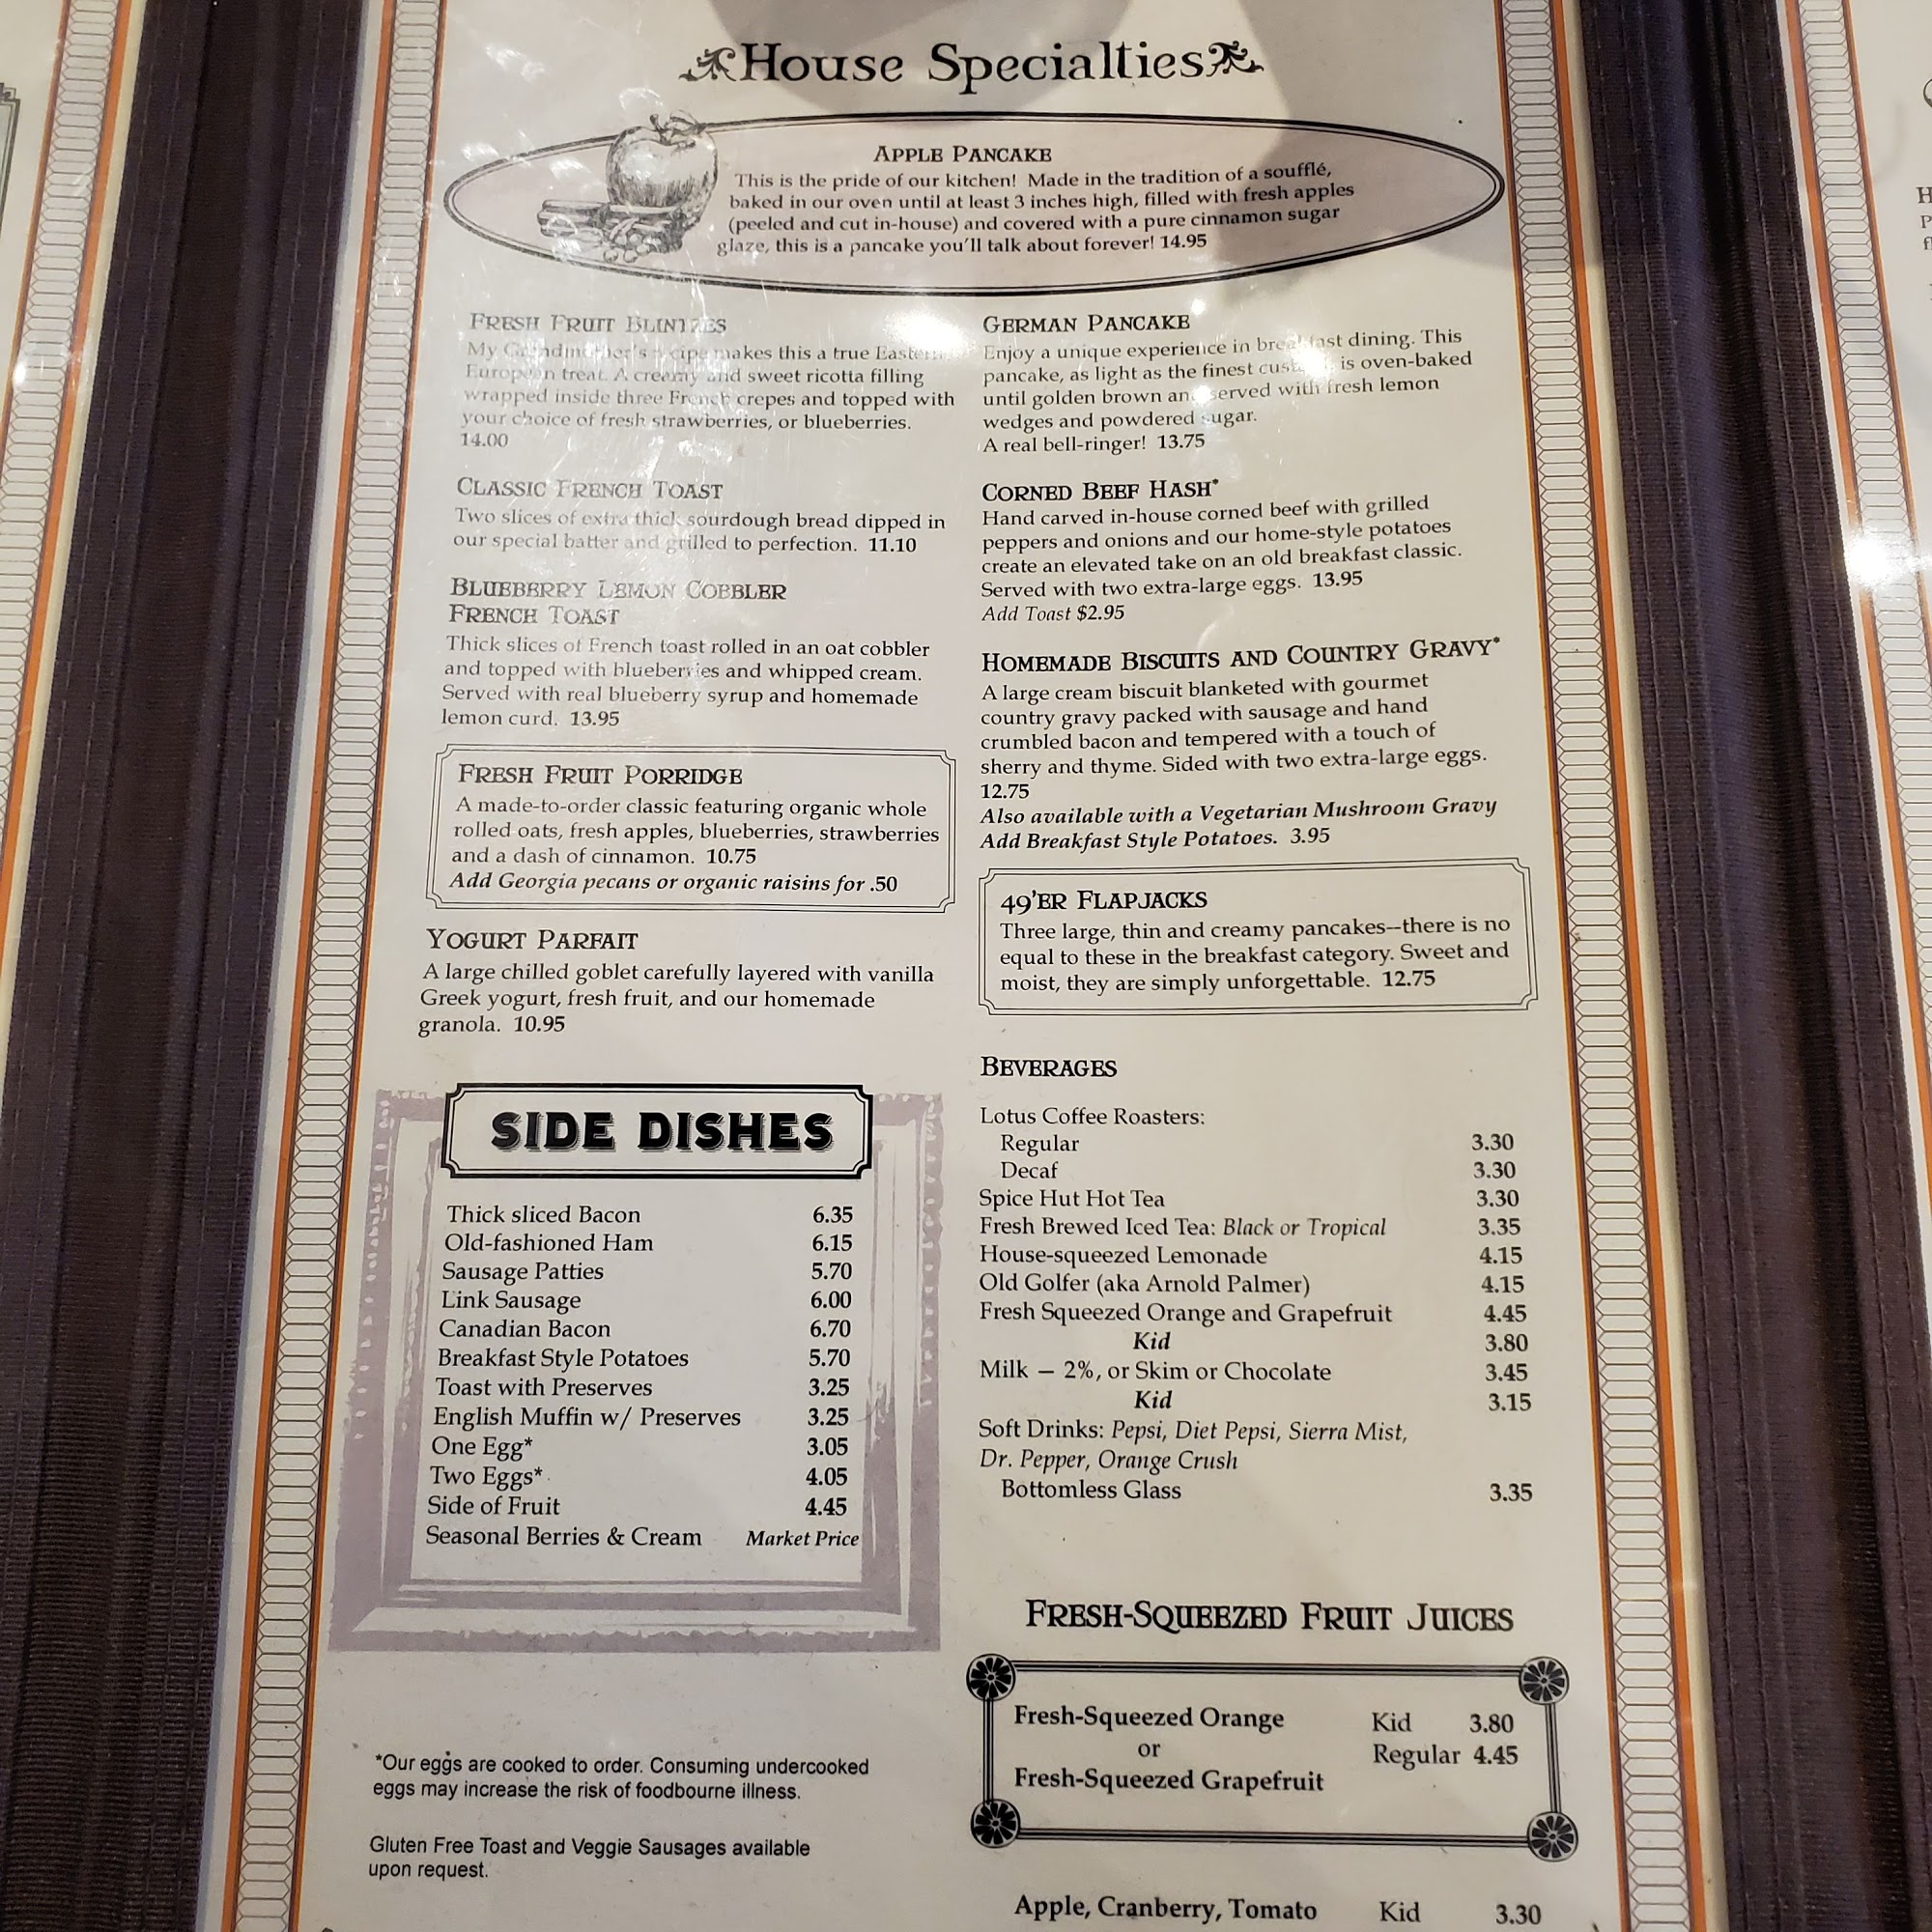 House Specialties
APPLE PANCAKE
This is the pride of our kitchen! Made in the tradition of a soufflé,
baked in our oven until at least 3 inches high, filled with fresh apples
(peeled and cut in-house) and covered with a pure cinnamon sugar
glaze, this is a pancake you'll talk about forever! 14.95
FRESH FRUIT BLINTZES
My Grandmother's recipe makes this a true Eastern
European treat. A creamy and sweet ricotta filling
wrapped inside three French crepes and topped with
your choice of fresh strawberries, or blueberries.
14.00
CLASSIC FRENCH TOAST
Two slices of extra thick sourdough bread dipped in
our special batter and grilled to perfection. 11.10
BLUEBERRY LEMON COBBLER
FRENCH TOAST
Thick slices of French toast rolled in an oat cobbler
and topped with blueberries and whipped cream.
Served with real blueberry syrup and homemade
lemon curd. 13.95
FRESH FRUIT PORRIDGE
A made-to-order classic featuring organic whole
rolled oats, fresh apples, blueberries, strawberries
and a dash of cinnamon. 10.75
Add Georgia pecans or organic raisins for .50
YOGURT PARFAIT
A large chilled goblet carefully layered with vanilla
Greek yogurt, fresh fruit, and our homemade
granola. 10.95
SIDE DISHES
Thick sliced Bacon 6.35
Old-fashioned Ham 6.15
Sausage Patties 5.70
Link Sausage 6.00
Canadian Bacon 6.70
Breakfast Style Potatoes 5.70
Toast with Preserves 3.25
English Muffin w/ Preserves 3.25
One Egg* 3.05
Two Eggs* 4.05
Side of Fruit 4.45
Seasonal Berries & Cream Market Price
*Our eggs are cooked to order. Consuming undercooked
eggs may increase the risk of foodbourne illness.
Gluten Free Toast and Veggie Sausages available
upon request.
GERMAN PANCAKE
Enjoy a unique experience in breakfast dining. This
pancake, as light as the finest is oven-baked
until golden brown and served with fresh lemon
wedges and powdered sugar.
A real bell-ringer! 13.75
CORNED BEEF HASH*
Hand carved in-house corned beef with grilled
peppers and onions and our home-style potatoes
create an elevated take on an old breakfast classic.
Served with two extra-large eggs. 13.95
Add Toast $2.95
HOMEMADE BISCUITS AND COUNTRY GRAVY*
A large cream biscuit blanketed with gourmet
country gravy packed with sausage and hand
crumbled bacon and tempered with a touch of
sherry and thyme. Sided with two extra-large eggs.
12.75
Also available with a Vegetarian Mushroom Gravy
Add Breakfast Style Potatoes. 3.95
49'ER FLAPJACKS
Three large, thin and creamy pancakes--there is no
equal to these in the breakfast category. Sweet and
moist, they are simply unforgettable. 12.75
BEVERAGES
Lotus Coffee Roasters:
Regular 3.30
Decaf 3.30
Spice Hut Hot Tea 3.30
Fresh Brewed Iced Tea: Black or Tropical 3.35
House-squeezed Lemonade 4.15
Old Golfer (aka Arnold Palmer) 4.15
Fresh Squeezed Orange and Grapefruit 4.45
Kid 3.80
Milk – 2%, or Skim or Chocolate 3.45
Kid 3.15
Soft Drinks: Pepsi, Diet Pepsi, Sierra Mist,
Dr. Pepper, Orange Crush
Bottomless Glass 3.35
FRESH-SQUEEZED FRUIT JUICES
Fresh-Squeezed Orange Kid 3.80
or Regular 4.45
Fresh-Squeezed Grapefruit
Apple, Cranberry, Tomato Kid 3.30